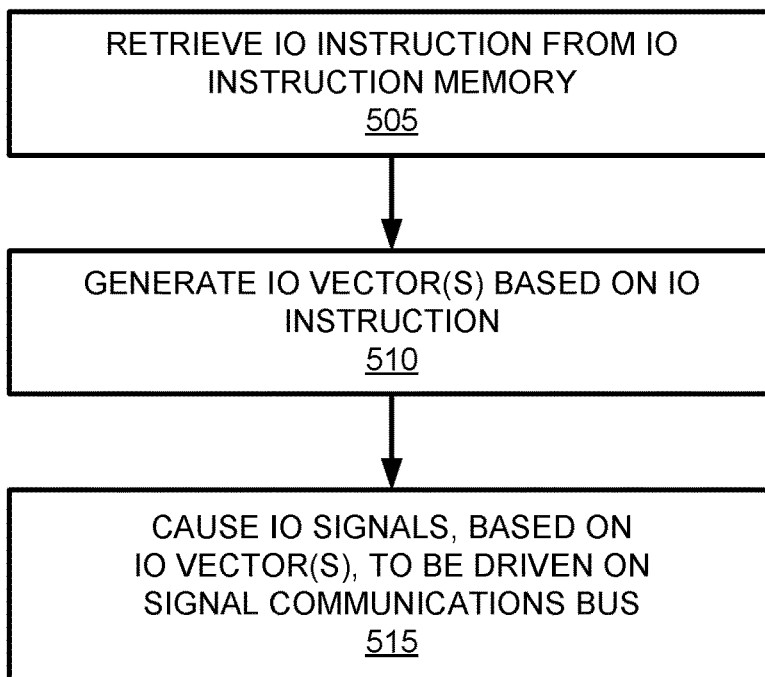 RETRIEVE IO INSTRUCTION FROM IO
INSTRUCTION MEMORY
505
GENERATE IO VECTOR(S) BASED ON IO
INSTRUCTION
510
CAUSE IO SIGNALS, BASED ON
IO VECTOR(S), TO BE DRIVEN ON
SIGNAL COMMUNICATIONS BUS
515